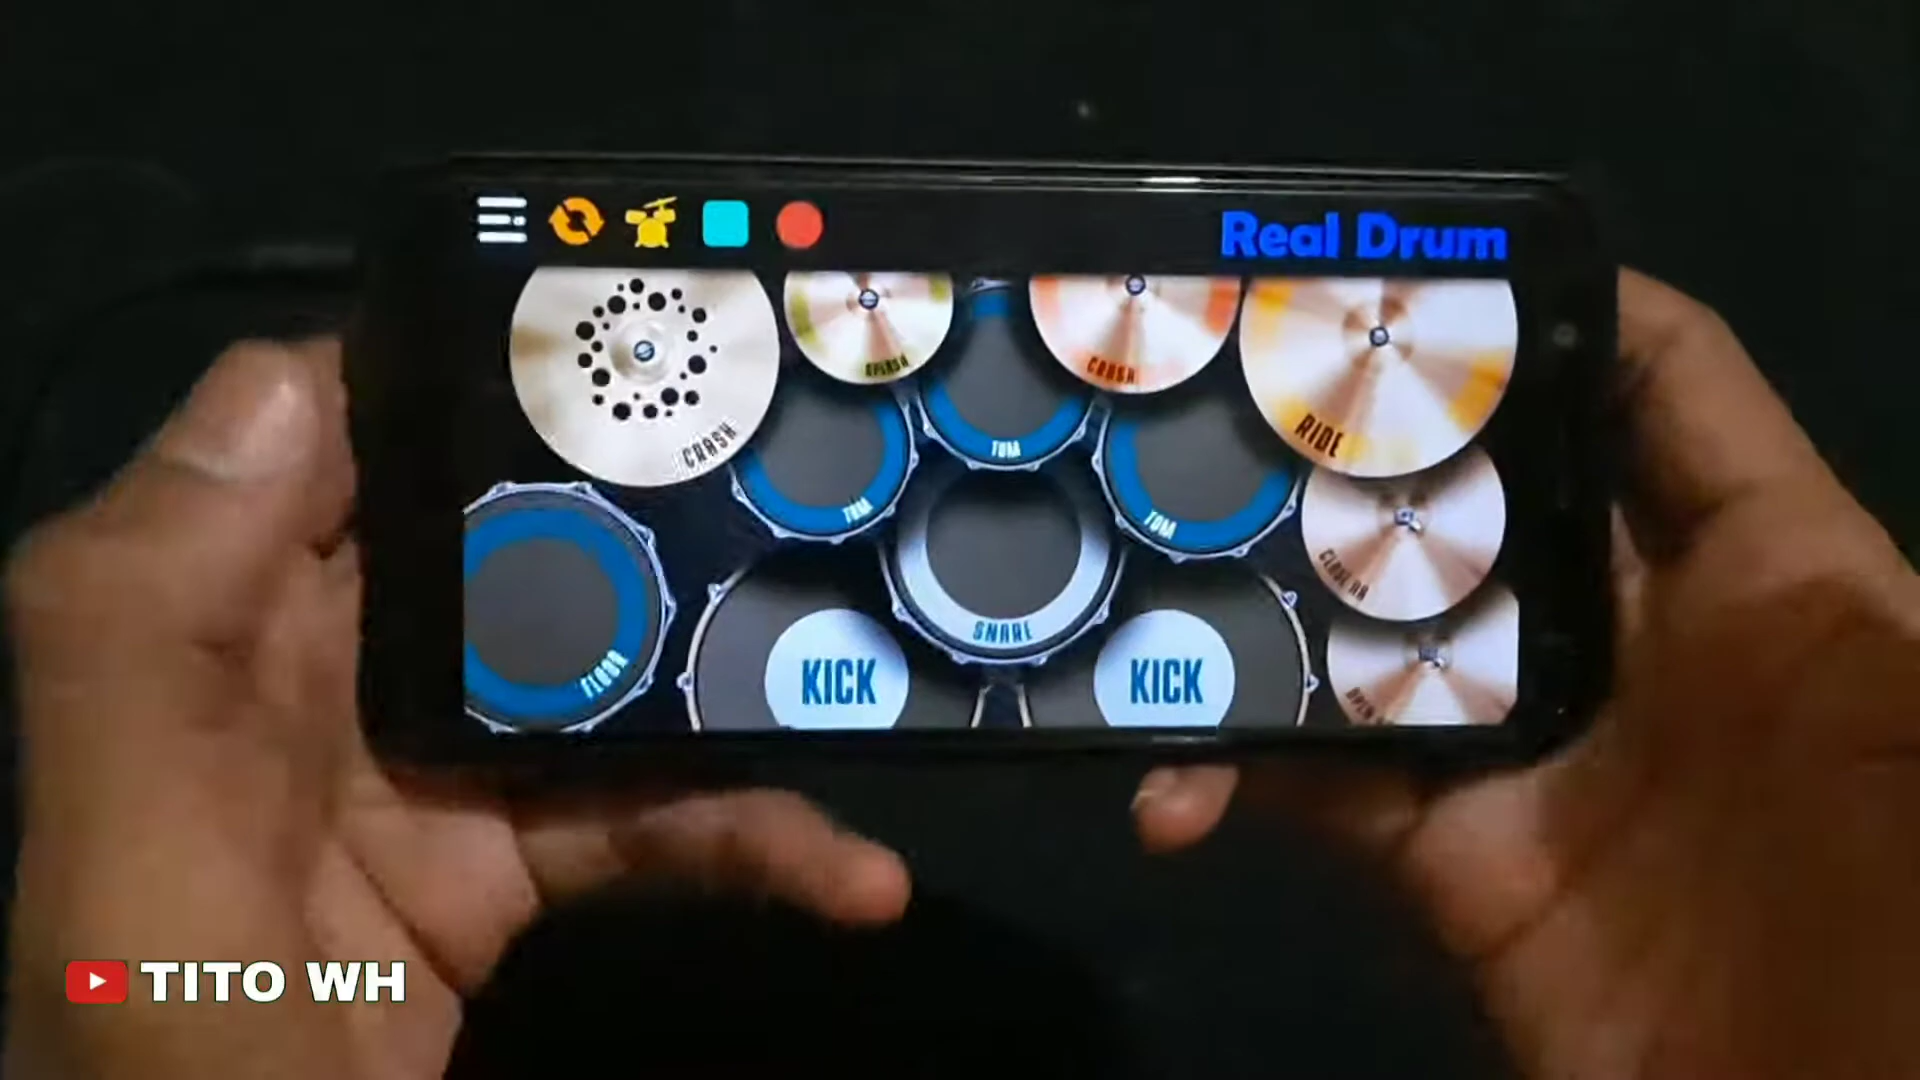 Real Drum
CRASH
SPLASH
CRASH
RIDE
TOM
TOM
TOM
CLOSE HH
FLOOR
SNARE
KICK
KICK
OPEN
TITO WH